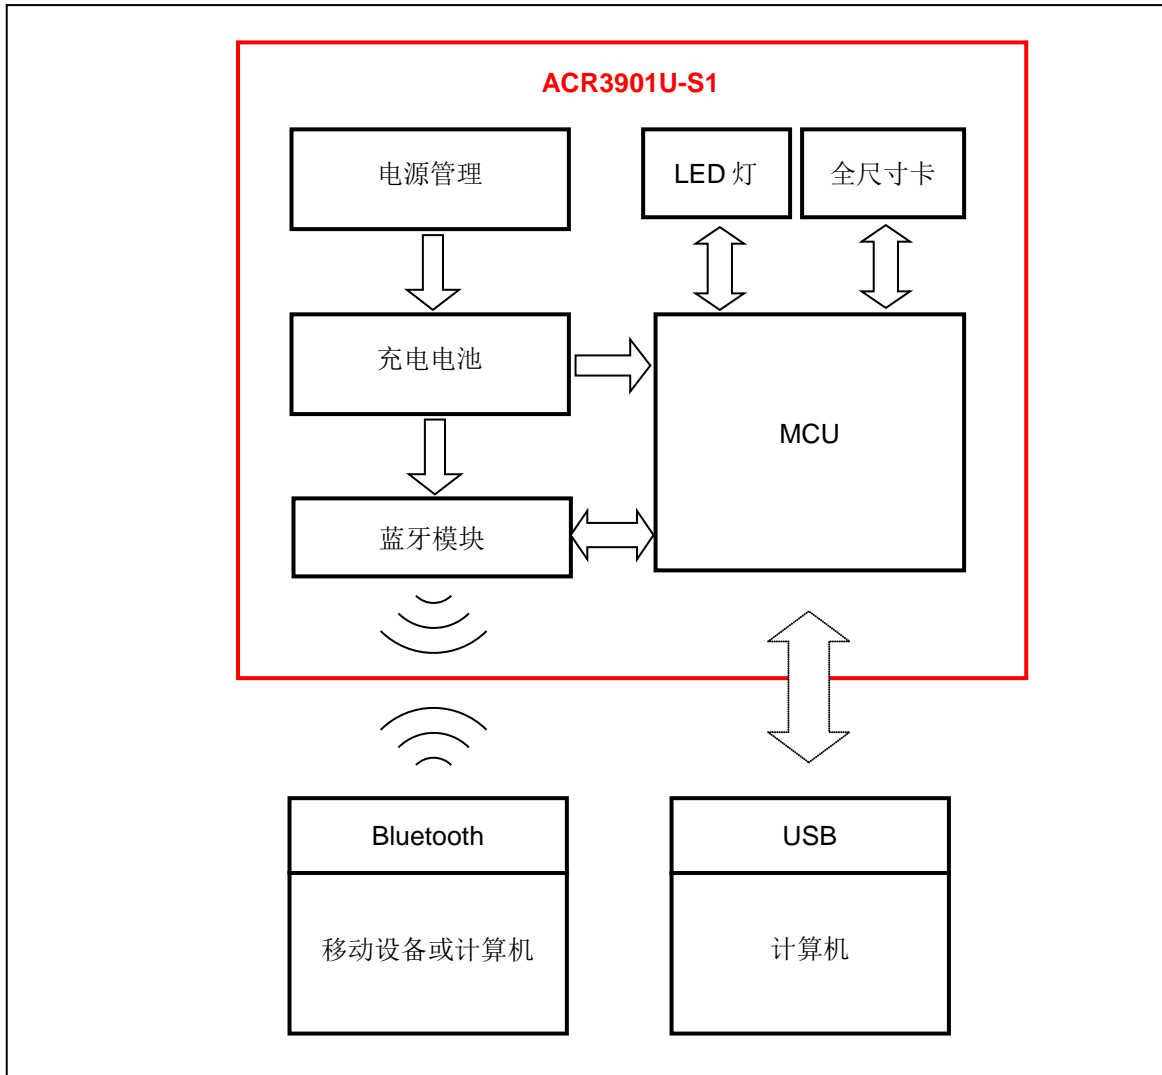 ACR3901U-S1
电源管理
LED 灯
全尺寸卡
充电电池
MCU
蓝牙模块
Bluetooth
USB
移动设备或计算机
计算机